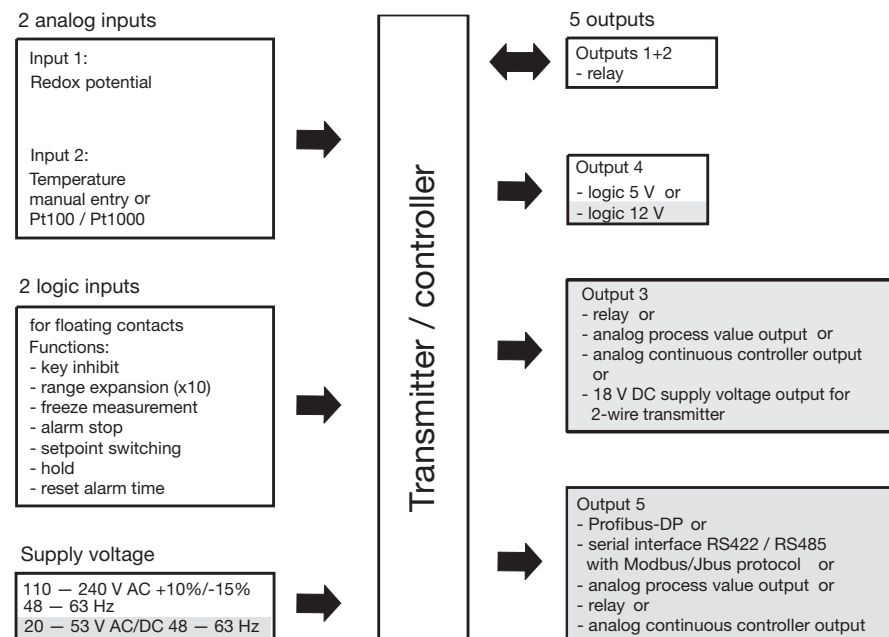 2 analog inputs
Input 1:
Redox potential
Input 2:
Temperature
manual entry or
Pt100 / Pt1000
2 logic inputs
for floating contacts
Functions:
- key inhibit
- range expansion (x10)
- freeze measurement
- alarm stop
- setpoint switching
- hold
- reset alarm time
Supply voltage
110 — 240 V AC +10%/-15%
48 — 63 Hz
20 — 53 V AC/DC 48 — 63 Hz
Transmitter / controller
5 outputs
Outputs 1+2
- relay
Output 4
- logic 5 V or
- logic 12 V
Output 3
- relay or
- analog process value output or
- analog continuous controller output
or
- 18 V DC supply voltage output for
2-wire transmitter
Output 5
- Profibus-DP or
- serial interface RS422 / RS485
with Modbus/Jbus protocol or
- analog process value output or
- relay or
- analog continuous controller output